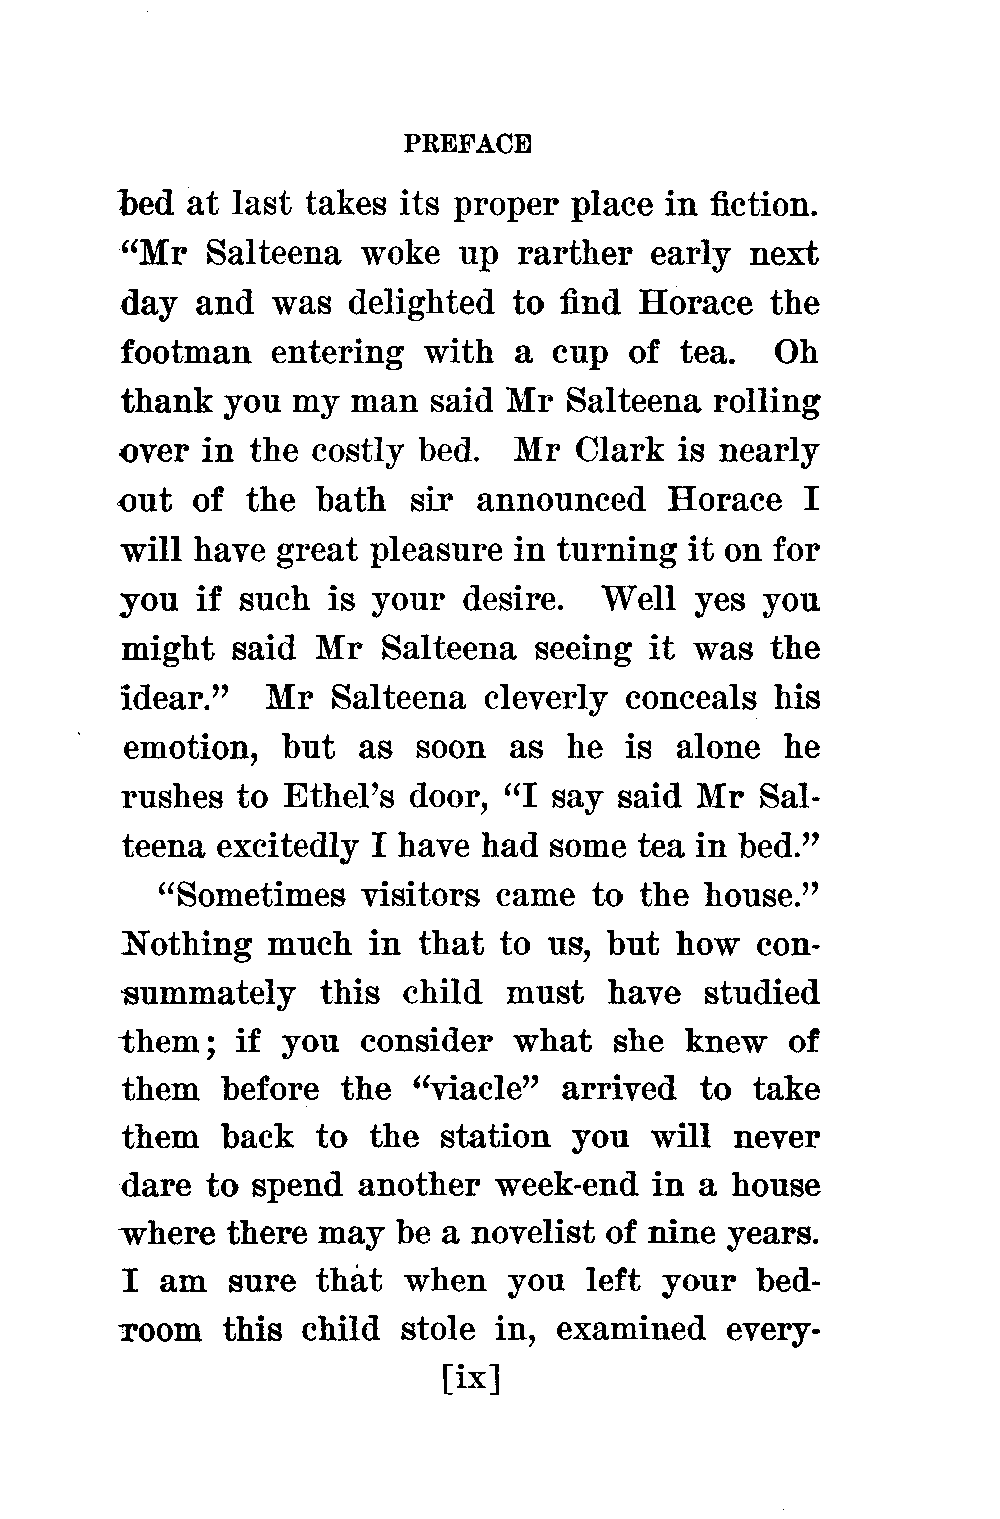 PREFACE
bed at last takes its proper place in fiction.
“Mr Salteena woke up rarther early next
day and was delighted to find Horace the
footman entering with a cup of tea. Oh
thank you my man said Mr Salteena rolling
over in the costly bed. Mr Clark is nearly
out of the bath sir announced Horace I
will have great pleasure in turning it on for
you if such is your desire. Well yes you
might said Mr Salteena seeing it was the
idear.” Mr Salteena cleverly conceals his
emotion, but as soon as he is alone he
rushes to Ethel’s door, “I say said Mr Sal-
teena excitedly I have had some tea in bed.”
“Sometimes visitors came to the house.”
Nothing much in that to us, but how con-
summately this child must have studied
them; if you consider what she knew of
them before the “viacle” arrived to take
them back to the station you will never
dare to spend another week-end in a house
where there may be a novelist of nine years.
I am sure that when you left your bed-
room this child stole in, examined every-
[ix]